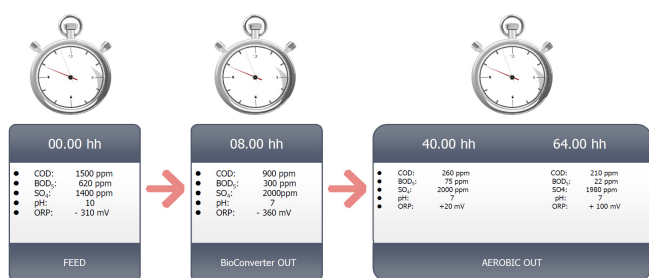 00.00 hh
COD: 1500 ppm
BOD₅: 620 ppm
SO₄: 1400 ppm
pH: 10
ORP: - 310 mV
FEED
08.00 hh
COD: 900 ppm
BOD₅: 300 ppm
SO₄: 2000ppm
pH: 7
ORP: - 360 mV
BioConverter OUT
40.00 hh
COD: 260 ppm
BOD₅: 75 ppm
SO₄: 2000 ppm
pH: 7
ORP: +20 mV
64.00 hh
COD: 210 ppm
BOD₅: 22 ppm
SO4: 1980 ppm
pH: 7
ORP: + 100 mV
AEROBIC OUT